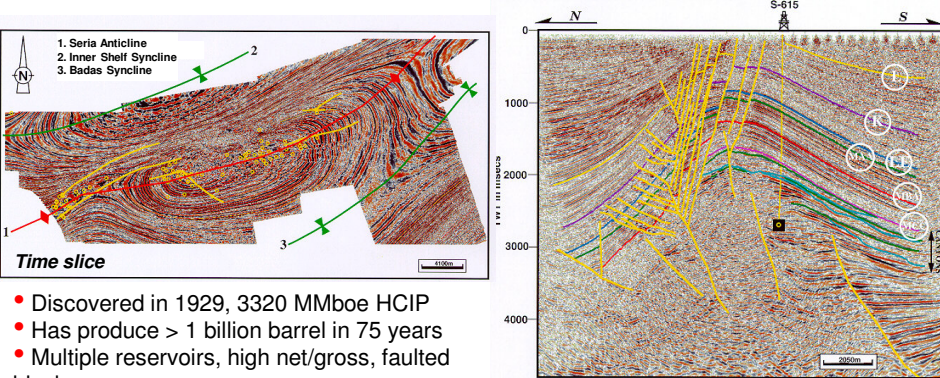 1. Seria Anticline
2. Inner Shelf Syncline
3. Badas Syncline
N
2
1
3
4100m
Time slice
• Discovered in 1929, 3320 MMboe HCIP
• Has produce > 1 billion barrel in 75 years
• Multiple reservoirs, high net/gross, faulted
S-615
N
S
0
1000
2000
3000
4000
K
2050m